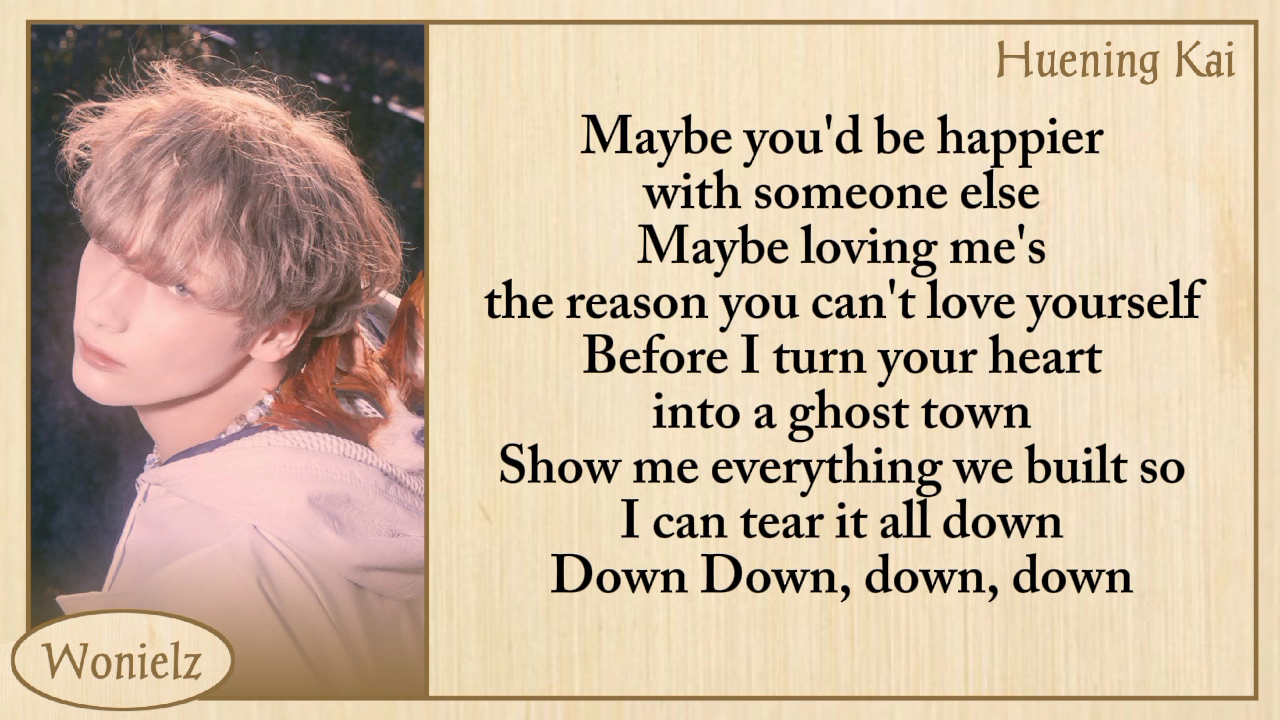 Huening Kai
Maybe you'd be happier
with someone else
Maybe loving me's
the reason you can't love yourself
Before I turn your heart
into a ghost town
Show me everything we built so
I can tear it all down
Down Down, down, down
Wonielz